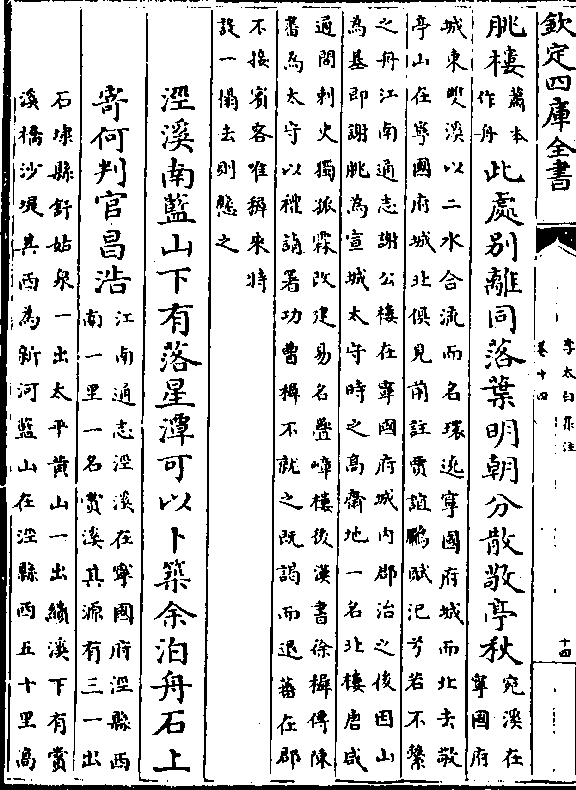 欽定四庫全書
李太白集注
卷十四
十四
朓樓蕭本作舟此處別離同落葉明朝分散敬亭秋宛溪在寧國府
城東雙溪以二水合流而名環遶寧國府城而北去敬
亭山在寧國府城北俱見前註賈誼鵩賦汜兮若不繫
之舟江南通志謝公樓在寧國府城內郡治之後因山
為基即謝朓為宣城太守時之高齋地一名北樓唐咸
通間刺史獨孤霖改建易名疊嶂樓後漢書徐穉傳陳
蕃為太守以禮請署功曹穉不就之既謁而退蕃在郡
不接賓客唯穉來特
設一榻去則懸之
涇溪南藍山下有落星潭可以卜築余泊舟石上
寄何判官昌浩江南通志涇溪在寧國府涇縣西南一里一名賞溪其源有三一出
石埭縣舒姑泉一出太平黃山一出績溪下有賞
溪橋沙堤其西為新河藍山在涇縣西五十里高